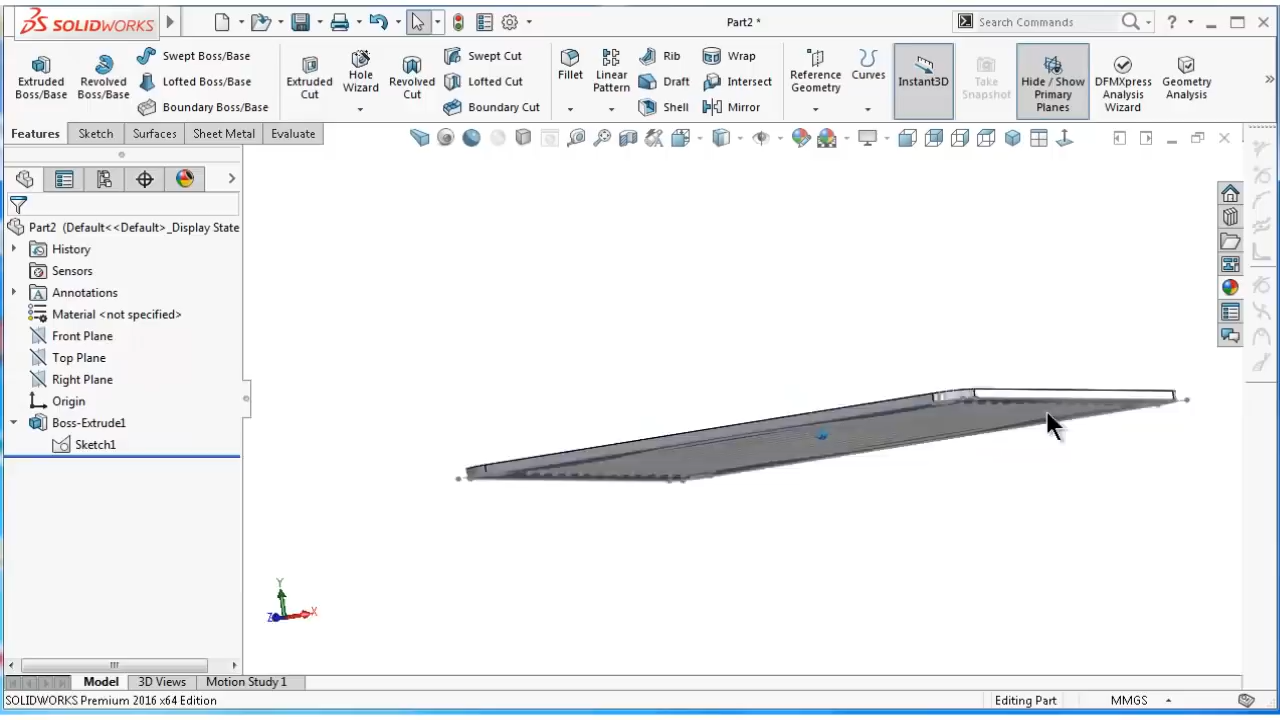 SOLIDWORKS
Part2 *
Search Commands
Extruded Boss/Base
Revolved Boss/Base
Swept Boss/Base
Lofted Boss/Base
Boundary Boss/Base
Extruded Cut
Hole Wizard
Revolved Cut
Swept Cut
Lofted Cut
Boundary Cut
Fillet
Linear Pattern
Rib
Draft
Shell
Wrap
Intersect
Mirror
Reference Geometry
Curves
Instant3D
Take Snapshot
Hide / Show Primary Planes
DFMXpress Analysis Wizard
Geometry Analysis
Features
Sketch
Surfaces
Sheet Metal
Evaluate
Part2 (Default<<Default>_Display State
History
Sensors
Annotations
Material <not specified>
Front Plane
Top Plane
Right Plane
Origin
Boss-Extrude1
Sketch1
Y
Z
X
Model
3D Views
Motion Study 1
SOLIDWORKS Premium 2016 x64 Edition
Editing Part
MMGS